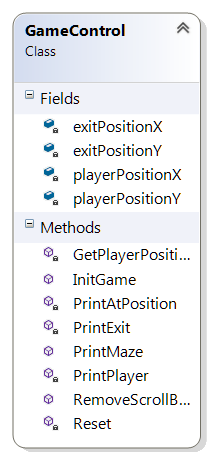 GameControl
Class
Fields
exitPositionX
exitPositionY
playerPositionX
playerPositionY
Methods
GetPlayerPositi...
InitGame
PrintAtPosition
PrintExit
PrintMaze
PrintPlayer
RemoveScrollB...
Reset